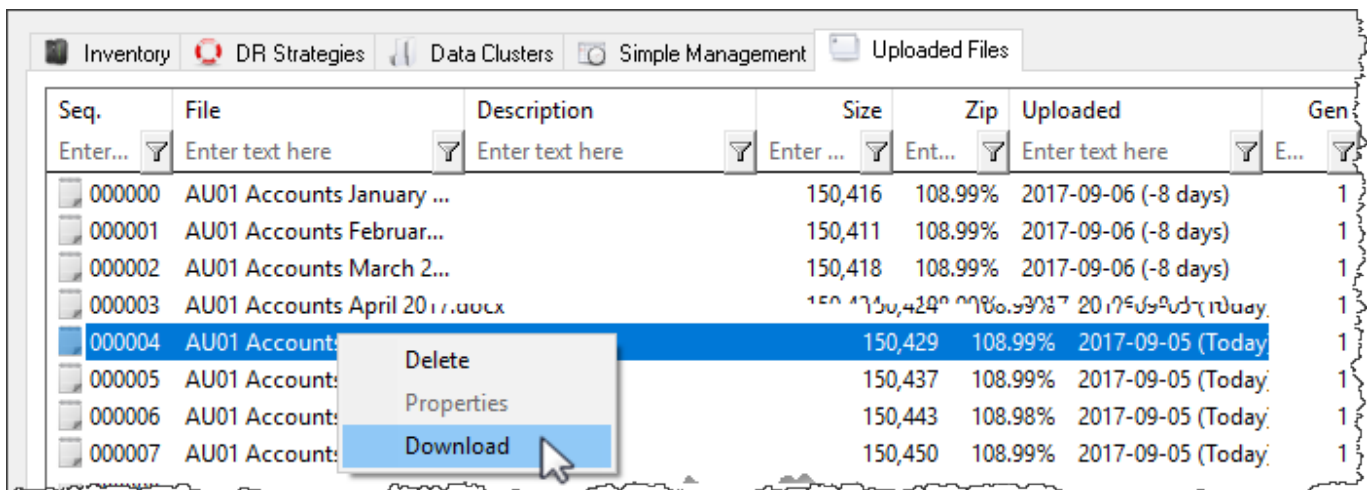 Inventory DR Strategies Data Clusters Simple Management Uploaded Files
Seq. File Description Size Zip Uploaded Gen
Enter... Enter text here Enter text here Enter ... Ent... Enter text here E...
000000 AU01 Accounts January ... 150,416 108.99% 2017-09-06 (-8 days) 1
000001 AU01 Accounts Februar... 150,411 108.99% 2017-09-06 (-8 days) 1
000002 AU01 Accounts March 2... 150,418 108.99% 2017-09-06 (-8 days) 1
000003 AU01 Accounts April 2017.docx 1
000004 AU01 Accounts 150,429 108.99% 2017-09-05 (Today
Delete
000005 AU01 Accounts 150,437 108.99% 2017-09-05 (Today 1
Properties
000006 AU01 Accounts 150,443 108.98% 2017-09-05 (Today 1
Download
000007 AU01 Accounts 150,450 108.99% 2017-09-05 (Today 1